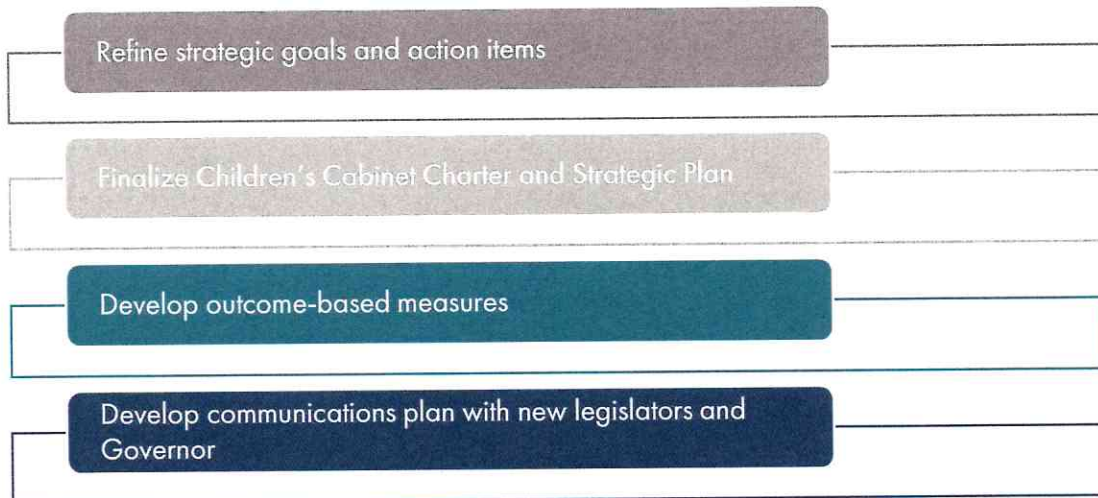 Refine strategic goals and action items
Finalize Children's Cabinet Charter and Strategic Plan
Develop outcome-based measures
Develop communications plan with new legislators and
Governor